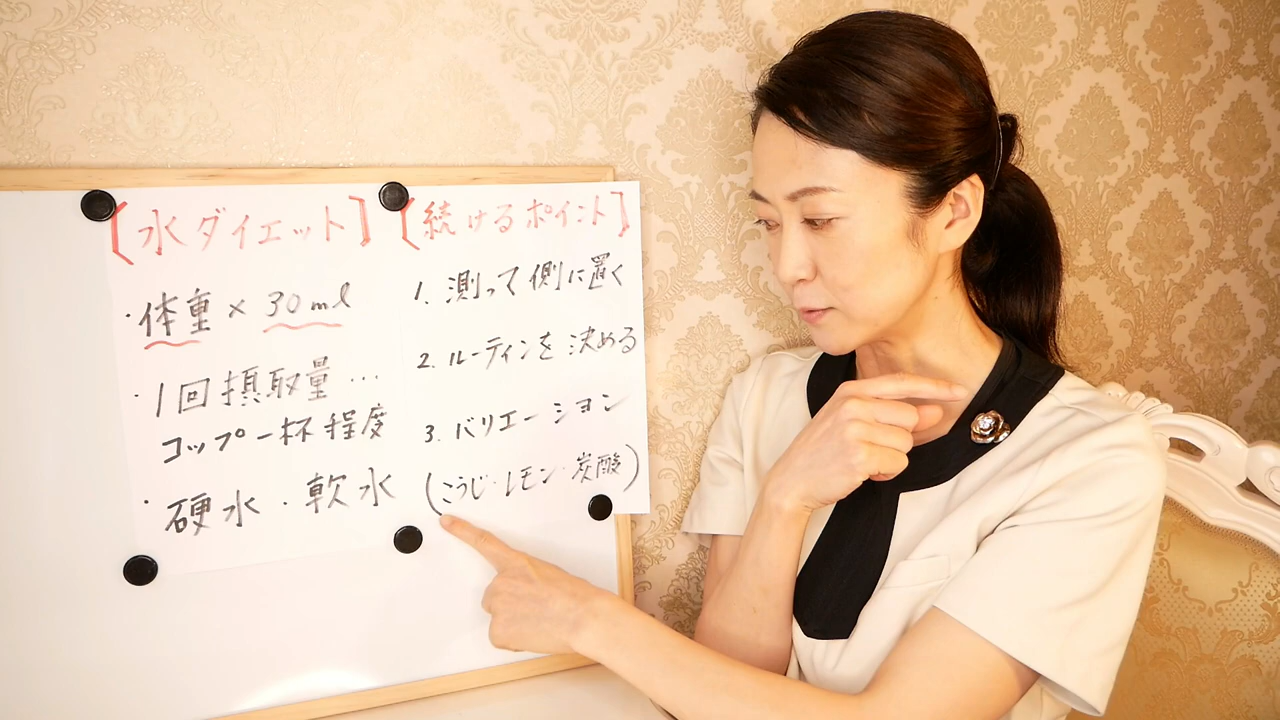 【水ダイエット】
・体重×30ml
・1回摂取量…
コップ一杯程度
・硬水・軟水
【続けるポイント】
1. 測って側に置く
2. ルーティンを決める
3. バリエーション
(こうじ・レモン・炭酸)